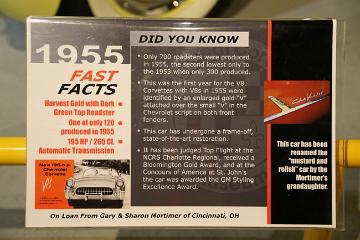 1955
FAST
FACTS
Harvest Gold with Dark
Green Top Roadster
One of only 120
produced in 1955
195 HP / 265 CI.
Automatic Transmission
New 195-h.p.
Chevrolet
Corvette
DID YOU KNOW
Only 700 roadsters were produced
in 1955, the second lowest only to
the 1953 when only 300 produced.
This was the first year for the V8.
Corvettes with V8s in 1955 were
identified by an enlarged gold "V"
attached over the small "v" in the
Chevrolet script on both front
fenders.
This car has undergone a frame-off,
state-of-the-art restoration.
It has been judged Top Flight at the
NCRS Charlotte Regional, received a
Bloomington Gold Award, and at the
Concours of America at St. John's
the car was awarded the GM Styling
Excellence Award.
This car has been
renamed the
"mustard and
relish" car by the
Mortimer's
grandaughter.
On Loan From Gary & Sharon Mortimer of Cincinnati, OH